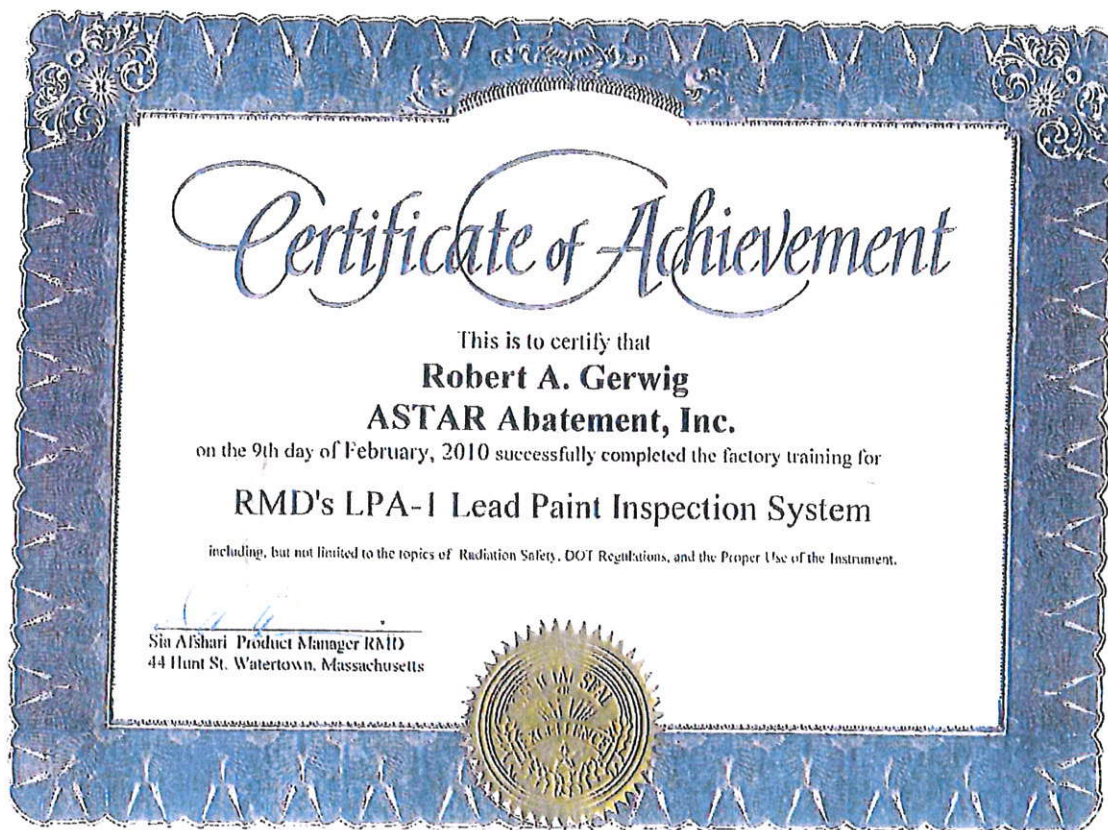 Certificate of Achievement
This is to certify that
Robert A. Gerwig
ASTAR Abatement, Inc.
on the 9th day of February, 2010 successfully completed the factory training for
RMD's LPA-1 Lead Paint Inspection System
including, but not limited to the topics of Radiation Safety, DOT Regulations, and the Proper Use of the Instrument.
Sia Afshari Product Manager RMD
44 Hunt St. Watertown, Massachusetts
SEAL
OF